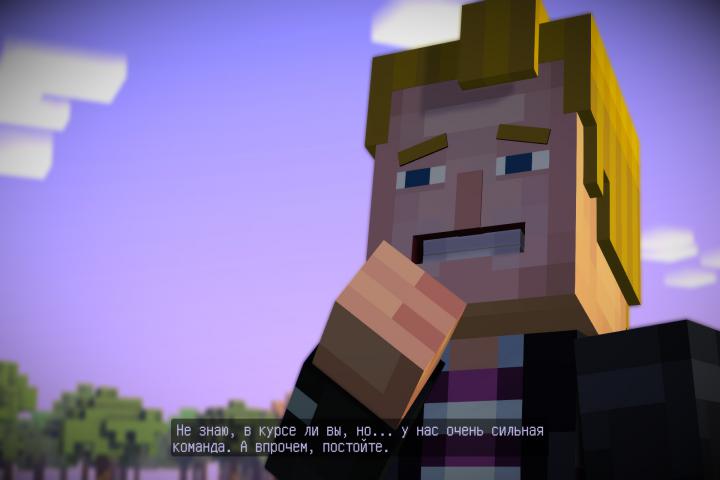 Не знаю, в курсе ли вы, но... у нас очень сильная
команда. А впрочем, постойте.